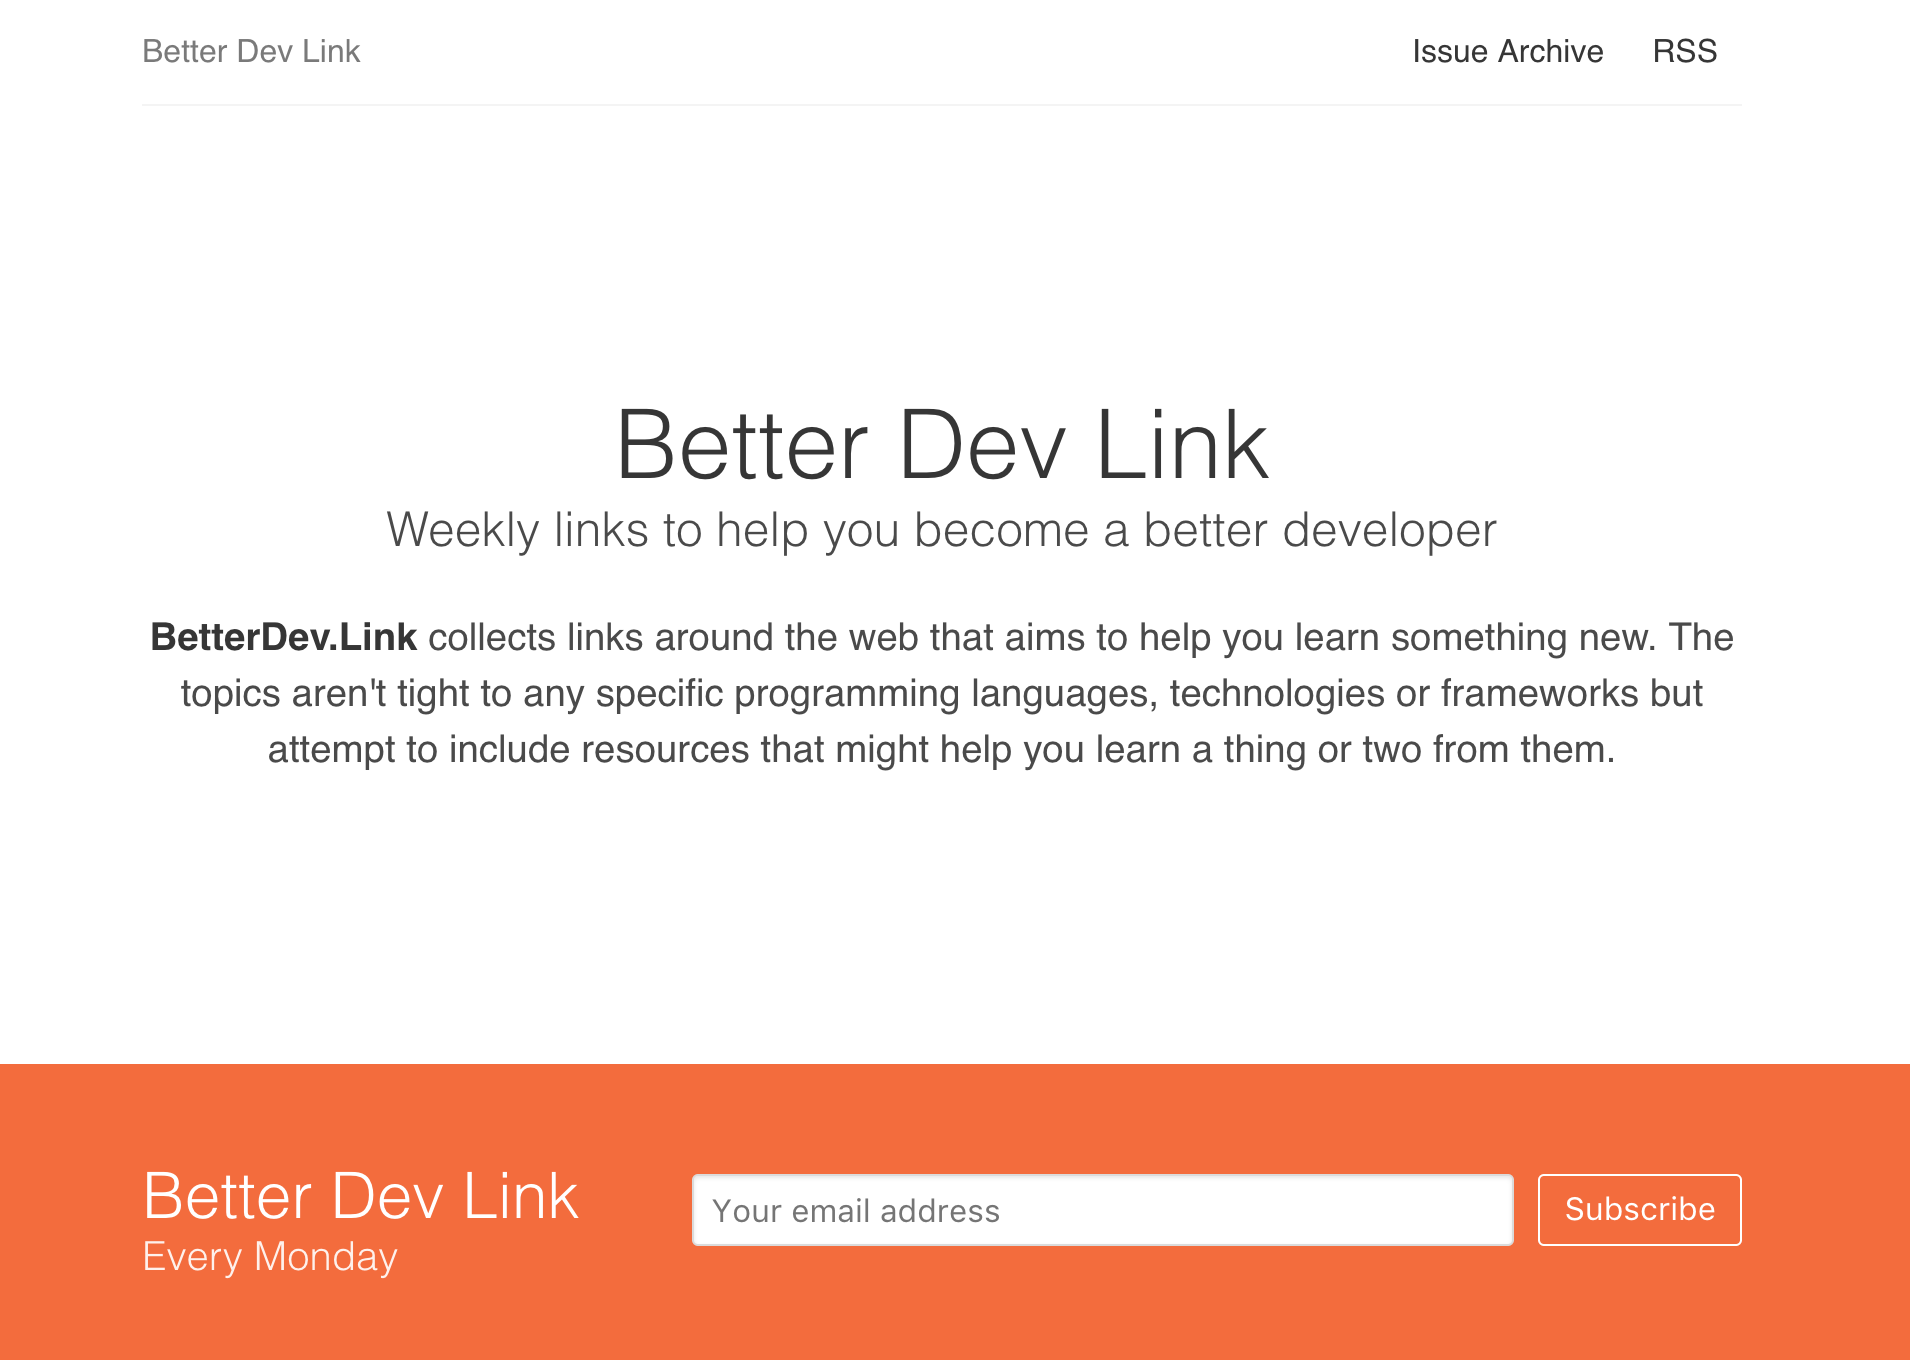 Better Dev Link
Issue Archive
RSS
Better Dev Link
Weekly links to help you become a better developer
BetterDev.Link collects links around the web that aims to help you learn something new. The
topics aren't tight to any specific programming languages, technologies or frameworks but
attempt to include resources that might help you learn a thing or two from them.
Better Dev Link
Every Monday
Your email address
Subscribe